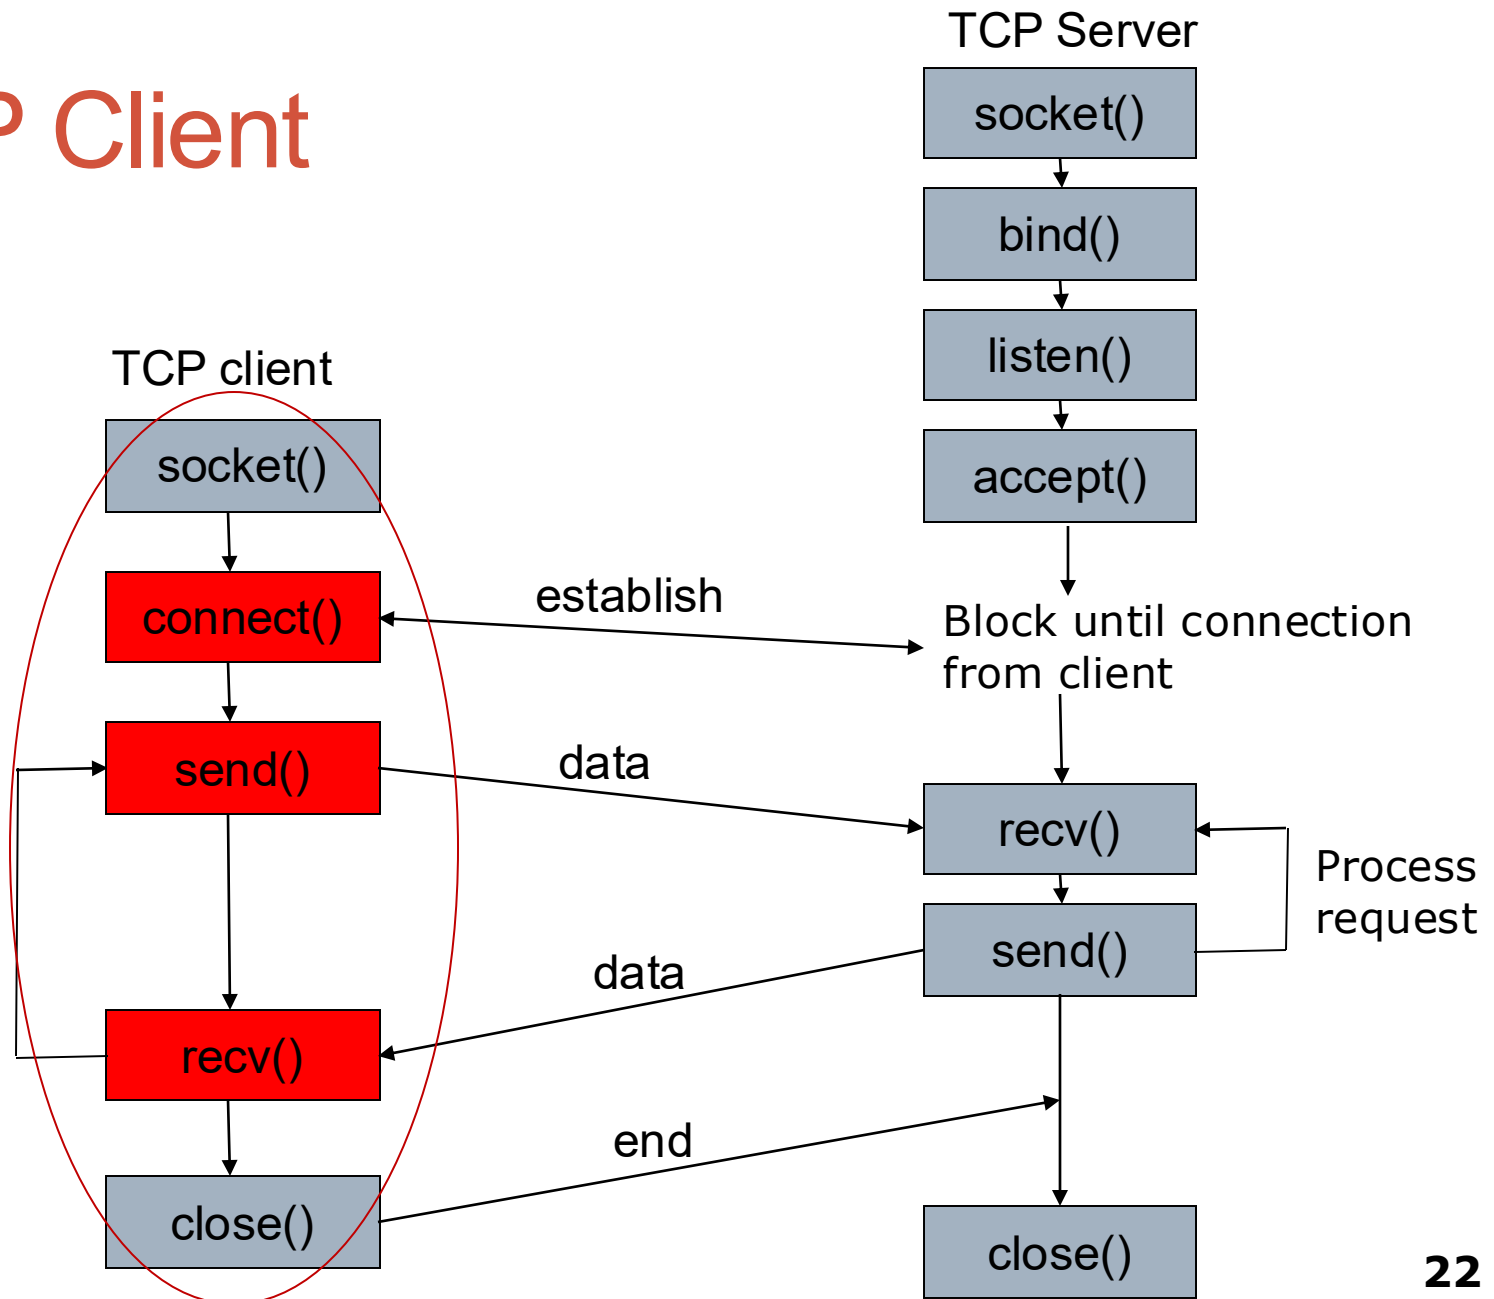 P Client
TCP Server
socket()
bind()
listen()
accept()
Block until connection
from client
recv()
send()
Process
request
close()
TCP client
socket()
connect()
send()
recv()
close()
establish
data
data
end
22